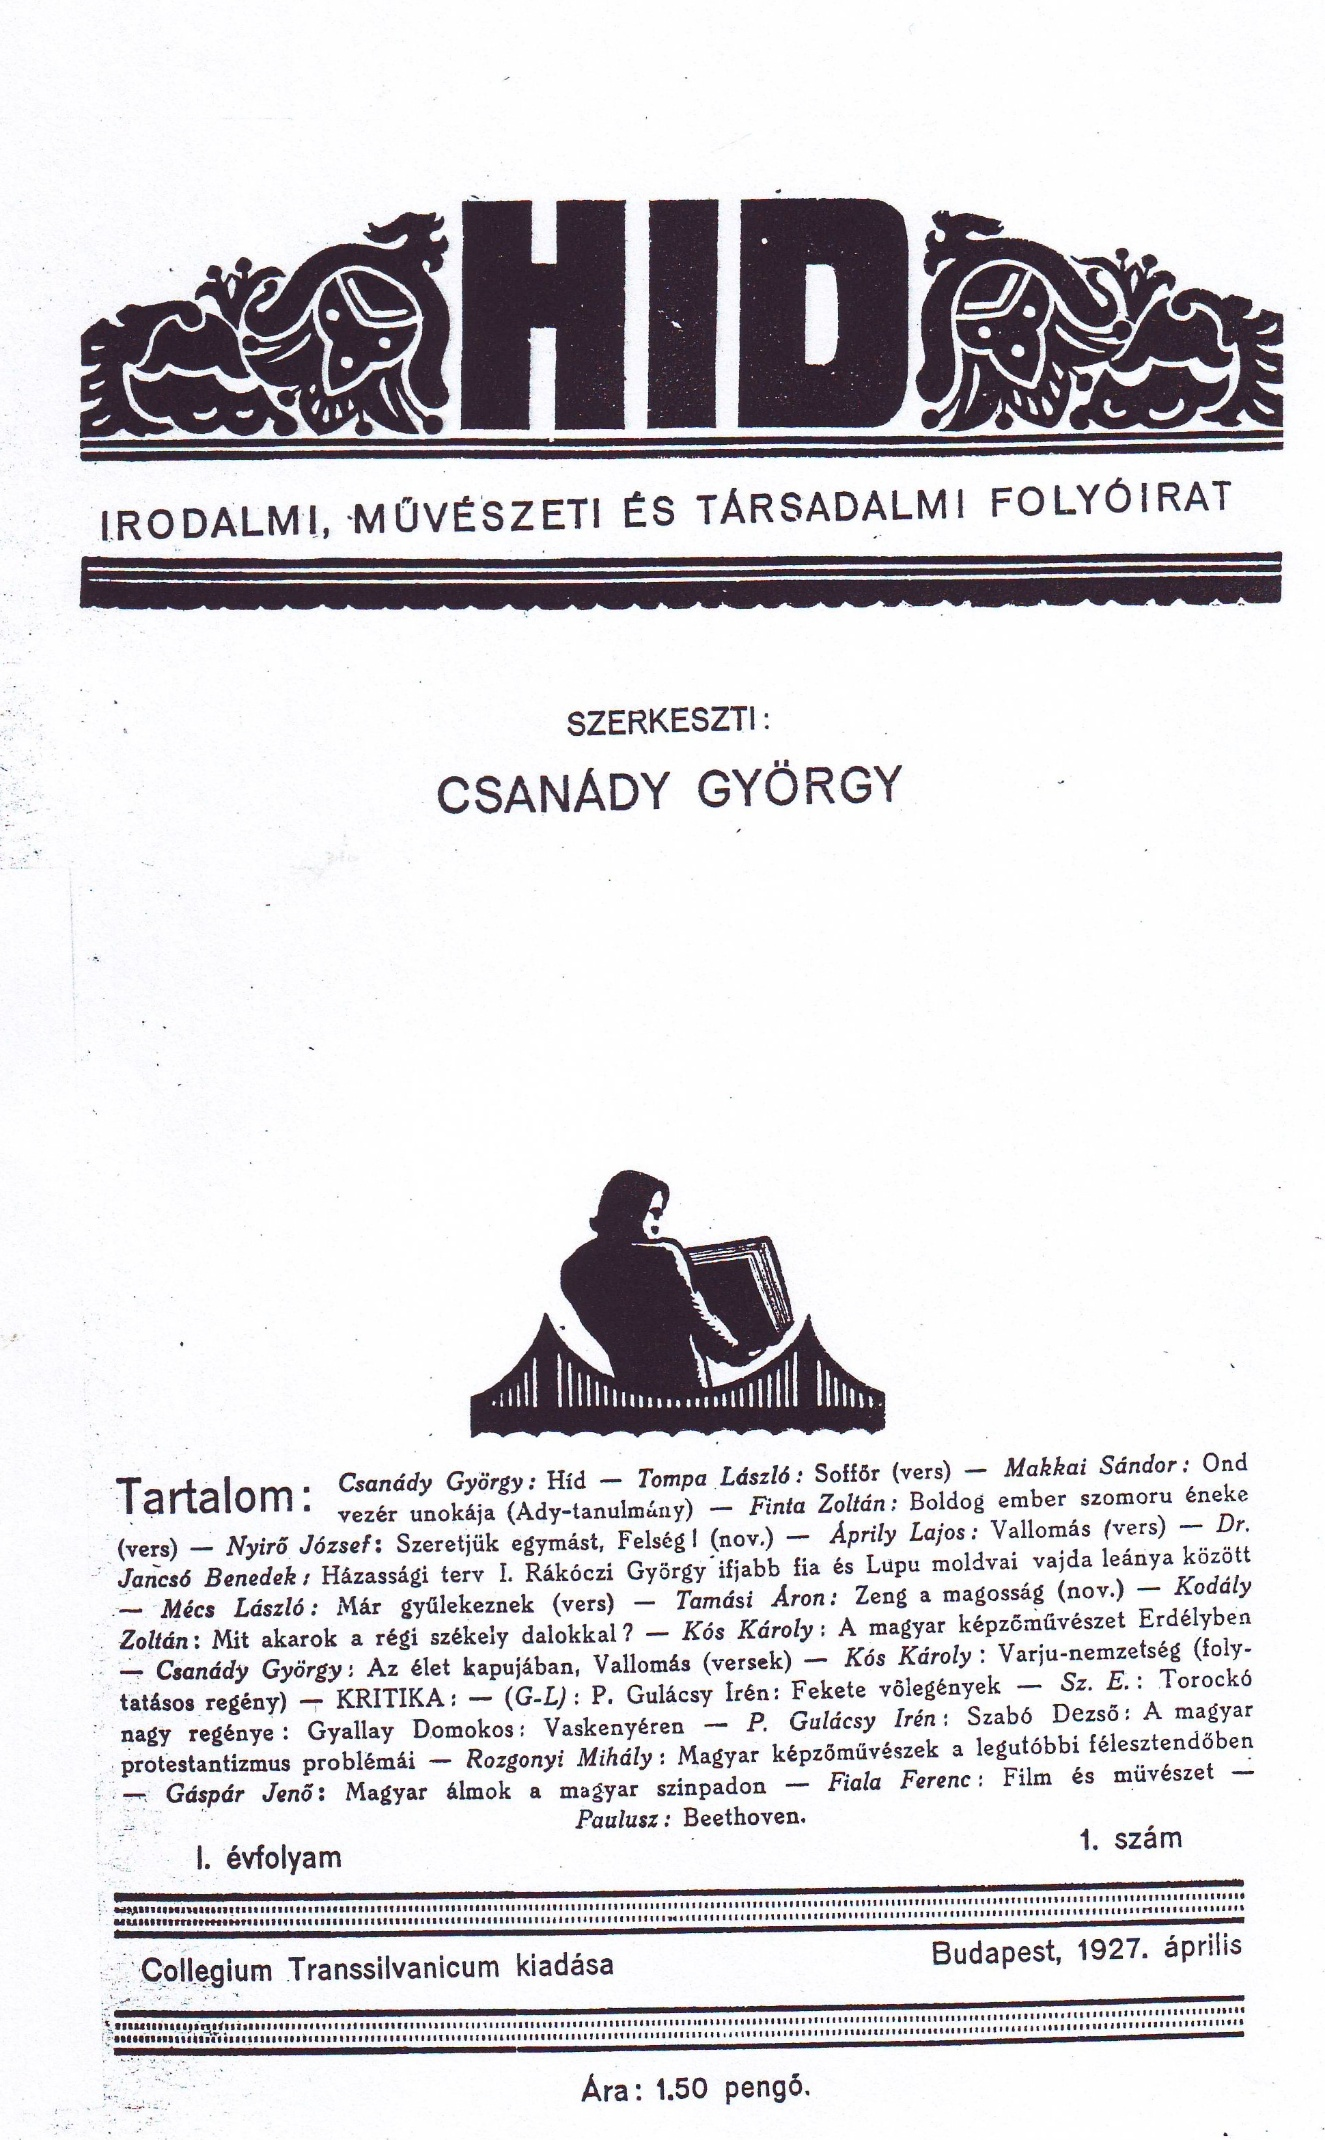 HID
IRODALMI, MŰVÉSZETI ÉS TÁRSADALMI FOLYÓIRAT
SZERKESZTI:
CSANÁDY GYÖRGY
Tartalom: Csanády György: Híd — Tompa László: Soffőr (vers) — Makkai Sándor: Ond
vezér unokája (Ady-tanulmány) — Finta Zoltán: Boldog ember szomoru éneke
(vers) — Nyirő József: Szeretjük egymást, Felség! (nov.) — Áprily Lajos: Vallomás (vers) — Dr.
Jancsó Benedek: Házassági terv I. Rákóczi György ifjabb fia és Lupu moldvai vajda leánya között
— Mécs László: Már gyűlekeznek (vers) — Tamási Áron: Zeng a magosság (nov.) — Kodály
Zoltán: Mit akarok a régi székely dalokkal? — Kós Károly: A magyar képzőművészet Erdélyben
— Csanády György: Az élet kapujában, Vallomás (versek) — Kós Károly: Varju-nemzetség (foly-
tatásos regény) — KRITIKA: — (G-L): P. Gulácsy Irén: Fekete vőlegények — Sz. E.: Torockó
nagy regénye: Gyallay Domokos: Vaskenyéren — P. Gulácsy Irén: Szabó Dezső: A magyar
protestantizmus problémái — Rozgonyi Mihály: Magyar képzőművészek a legutóbbi félesztendőben
— Gáspár Jenő: Magyar álmok a magyar szinpadon — Fiala Ferenc: Film és művészet —
Paulusz: Beethoven.
I. évfolyam 1. szám
Collegium Transsilvanicum kiadása Budapest, 1927. április
Ára: 1.50 pengő.